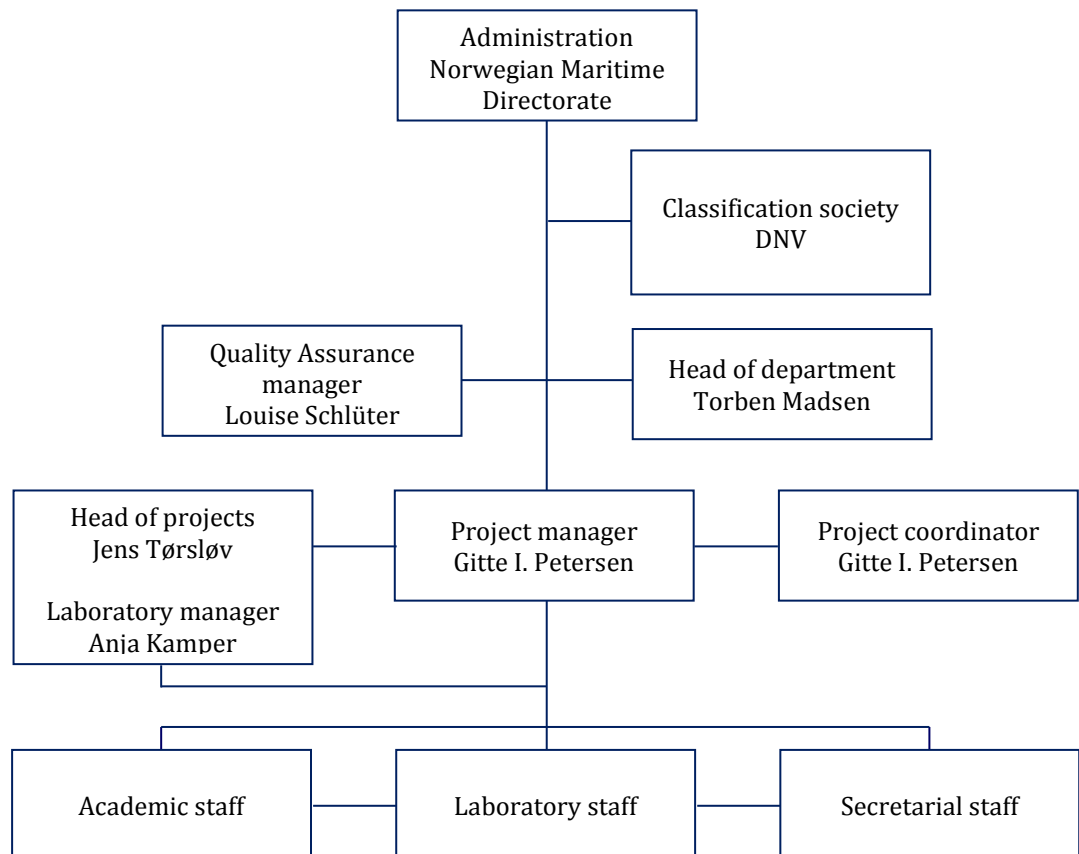 Administration
Norwegian Maritime
Directorate
Classification society
DNV
Quality Assurance
manager
Louise Schlüter
Head of department
Torben Madsen
Head of projects
Jens Tørsløv
Laboratory manager
Anja Kamper
Project manager
Gitte I. Petersen
Project coordinator
Gitte I. Petersen
Academic staff
Laboratory staff
Secretarial staff